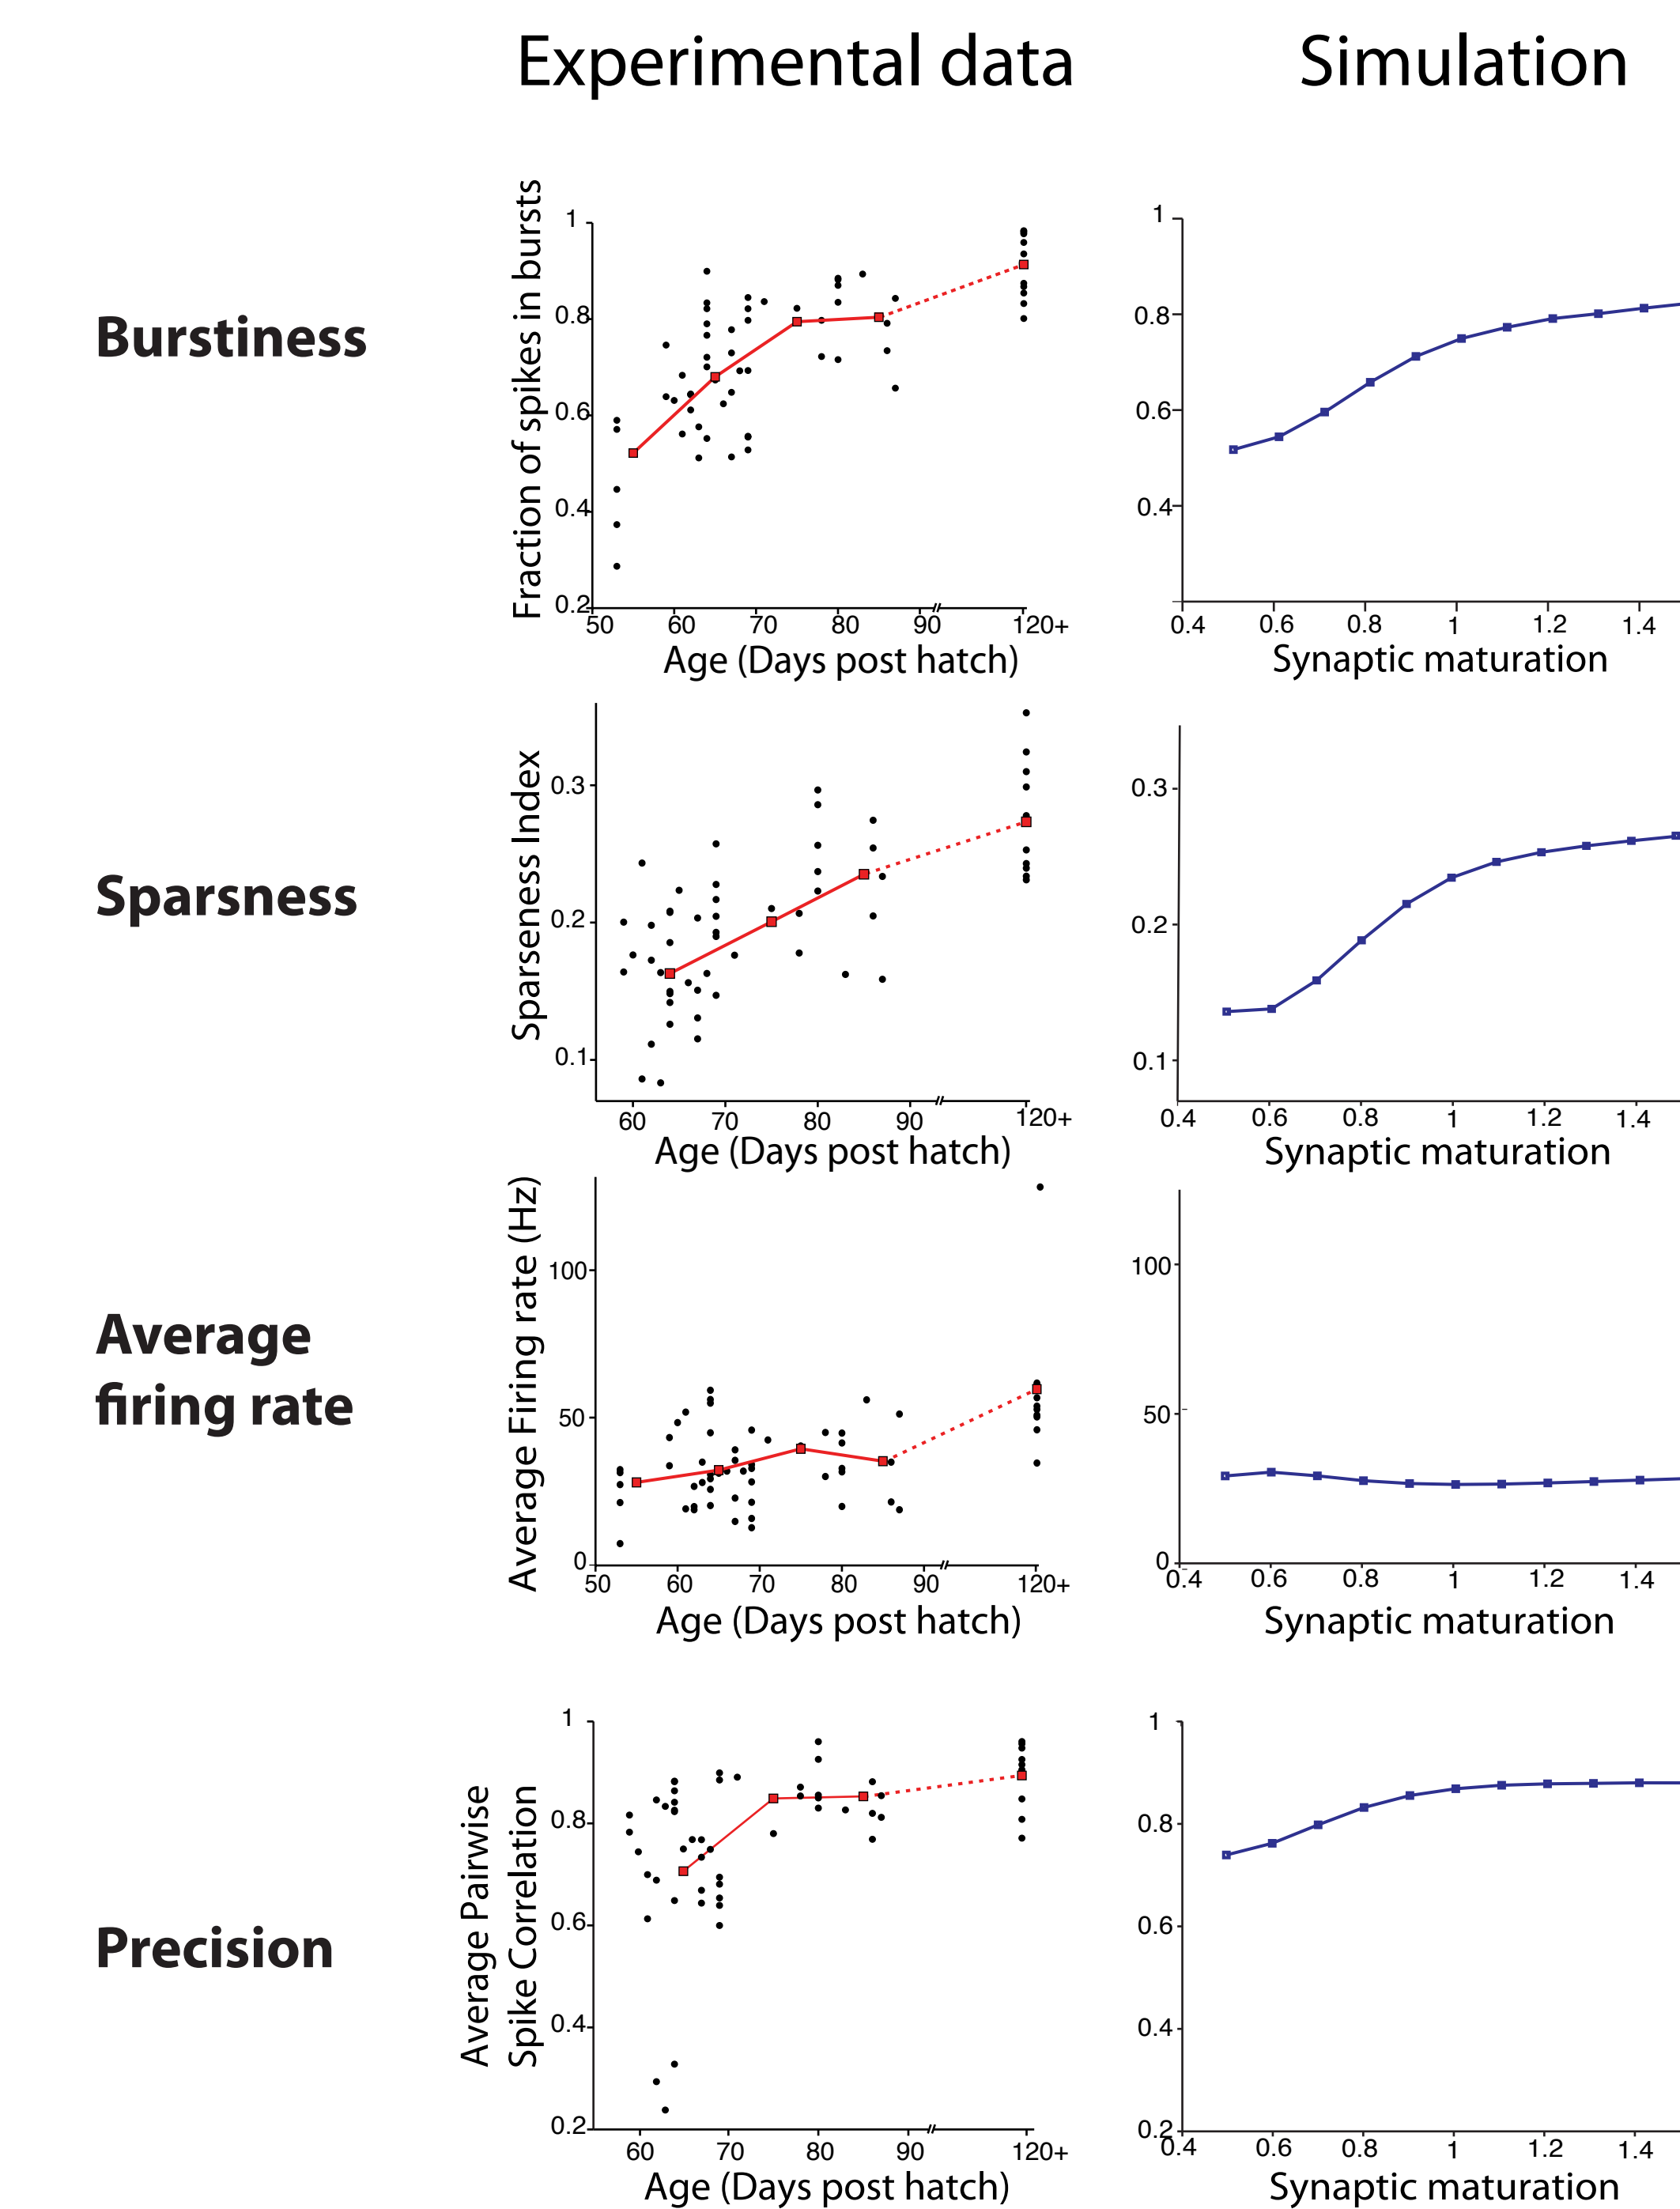 Experimental data
Simulation
Burstiness
Fraction of spikes in bursts
1
0.8
0.6
0.4
0.2
50 60 70 80 90 120+
Age (Days post hatch)
1
0.8
0.6
0.4
0.4 0.6 0.8 1 1.2 1.4
Synaptic maturation
Sparsness
Sparseness Index
0.3
0.2
0.1
60 70 80 90 120+
Age (Days post hatch)
0.3
0.2
0.1
0.4 0.6 0.8 1 1.2 1.4
Synaptic maturation
Average
firing rate
Average Firing rate (Hz)
100
50
0
50 60 70 80 90 120+
Age (Days post hatch)
100
50
0
0.4 0.6 0.8 1 1.2 1.4
Synaptic maturation
Precision
Average Pairwise
Spike Correlation
1
0.8
0.6
0.4
0.2
60 70 80 90 120+
Age (Days post hatch)
1
0.8
0.6
0.4
0.2
0.4 0.6 0.8 1 1.2 1.4
Synaptic maturation